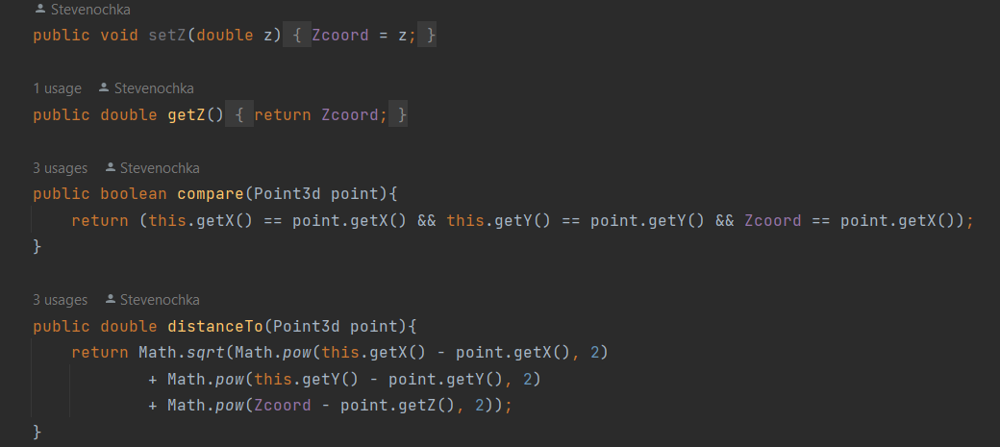 Stevenochka
public void setZ(double z) { Zcoord = z; }
1 usage Stevenochka
public double getZ() { return Zcoord; }
3 usages Stevenochka
public boolean compare(Point3d point){
return (this.getX() == point.getX() && this.getY() == point.getY() && Zcoord == point.getX());
}
3 usages Stevenochka
public double distanceTo(Point3d point){
return Math.sqrt(Math.pow(this.getX() - point.getX(), 2)
+ Math.pow(this.getY() - point.getY(), 2)
+ Math.pow(Zcoord - point.getZ(), 2));
}